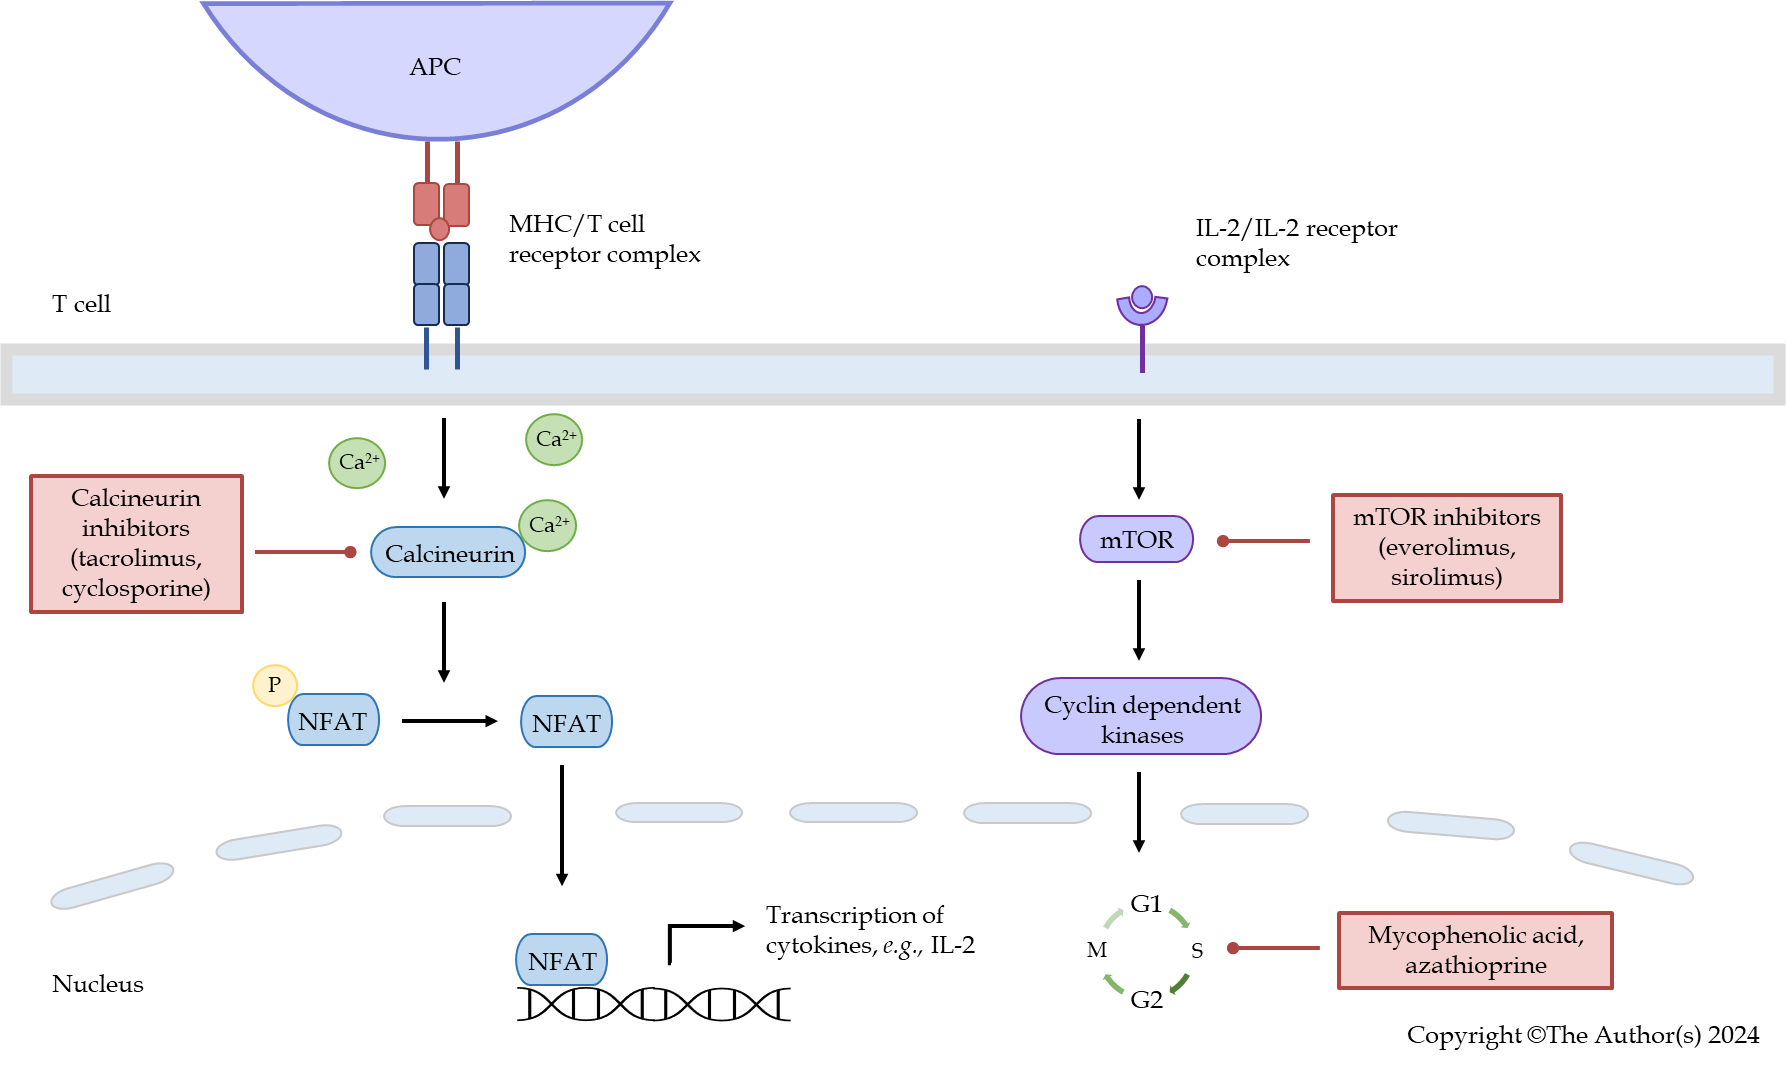 APC
MHC/T cell
receptor complex
IL-2/IL-2 receptor
complex
T cell
Ca2+
Ca2+
Ca2+
Calcineurin
inhibitors
(tacrolimus,
cyclosporine)
Calcineurin
mTOR
mTOR inhibitors
(everolimus,
sirolimus)
P
NFAT
NFAT
Cyclin dependent
kinases
NFAT
Transcription of
cytokines, e.g., IL-2
G1
M
S
G2
Mycophenolic acid,
azathioprine
Nucleus
Copyright ©The Author(s) 2024